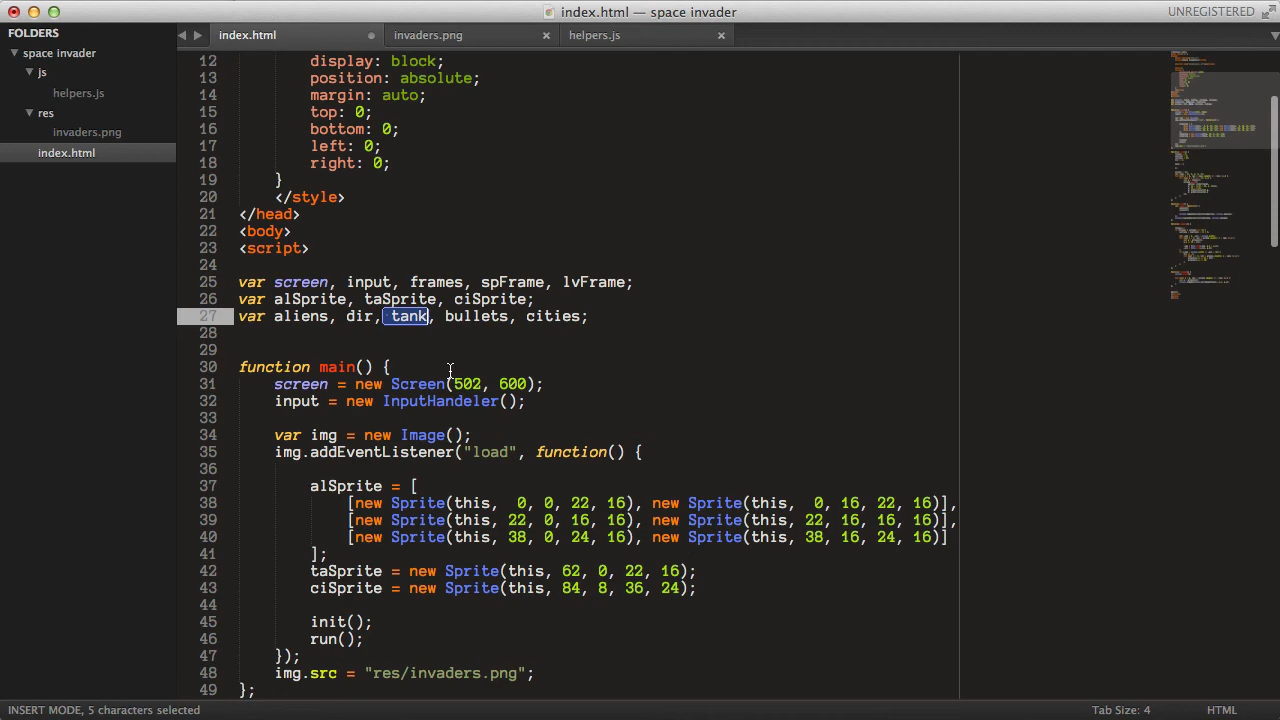 index.html — space invader
UNREGISTERED
FOLDERS
space invader
js
helpers.js
res
invaders.png
index.html
index.html
invaders.png
helpers.js
12 display: block;
13 position: absolute;
14 margin: auto;
15 top: 0;
16 bottom: 0;
17 left: 0;
18 right: 0;
19 }
20 </style>
21 </head>
22 <body>
23 <script>
24
25 var screen, input, frames, spFrame, lvFrame;
26 var alSprite, taSprite, ciSprite;
27 var aliens, dir, tank, bullets, cities;
28
29
30 function main() {
31 screen = new Screen(502, 600);
32 input = new InputHandeler();
33
34 var img = new Image();
35 img.addEventListener("load", function() {
36
37 alSprite = [
38 [new Sprite(this,  0, 0, 22, 16), new Sprite(this,  0, 16, 22, 16)],
39 [new Sprite(this, 22, 0, 16, 16), new Sprite(this, 22, 16, 16, 16)],
40 [new Sprite(this, 38, 0, 24, 16), new Sprite(this, 38, 16, 24, 16)]
41 ];
42 taSprite = new Sprite(this, 62, 0, 22, 16);
43 ciSprite = new Sprite(this, 84, 8, 36, 24);
44
45 init();
46 run();
47 });
48 img.src = "res/invaders.png";
49 };
INSERT MODE, 5 characters selected
Tab Size: 4
HTML